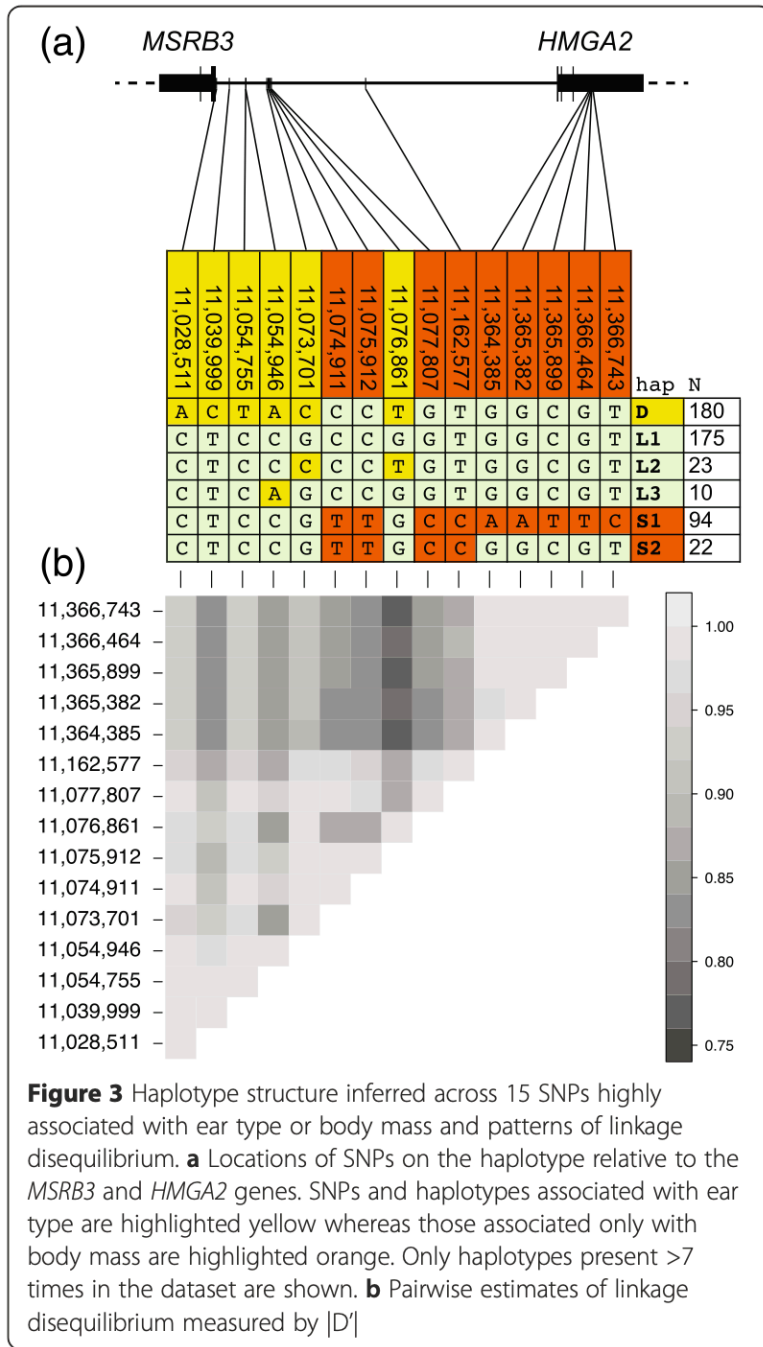 (a)
MSRB3 HMGA2
11,028,511 11,039,999 11,054,755 11,054,946 11,073,701 11,074,911 11,075,912 11,076,861 11,077,807 11,162,577 11,364,385 11,365,382 11,365,899 11,366,464 11,366,743 hap N
A C T A C C C T G T G G C G T D 180
C T C C G C C G G T G G C G T L1 175
C T C C C C C T G T G G C G T L2 23
C T C A G C C G G T G G C G T L3 10
C T C C G T T G C C A A T T C S1 94
C T C C G T T G C C G G C G T S2 22
(b)
11,366,743
11,366,464
11,365,899
11,365,382
11,364,385
11,162,577
11,077,807
11,076,861
11,075,912
11,074,911
11,073,701
11,054,946
11,054,755
11,039,999
11,028,511
1.00
0.95
0.90
0.85
0.80
0.75
Figure 3 Haplotype structure inferred across 15 SNPs highly
associated with ear type or body mass and patterns of linkage
disequilibrium. a Locations of SNPs on the haplotype relative to the
MSRB3 and HMGA2 genes. SNPs and haplotypes associated with ear
type are highlighted yellow whereas those associated only with
body mass are highlighted orange. Only haplotypes present >7
times in the dataset are shown. b Pairwise estimates of linkage
disequilibrium measured by |D’|